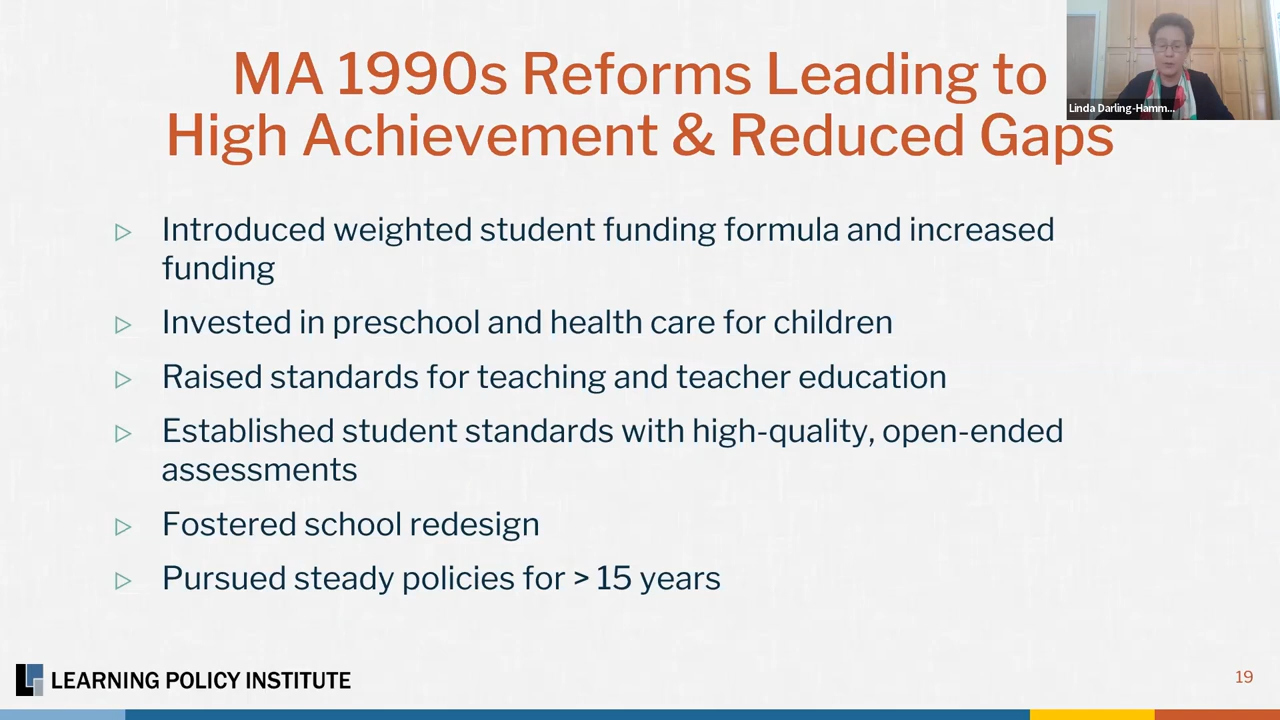 MA 1990s Reforms Leading to
High Achievement & Reduced Gaps
Linda Darling-Hamm...
Introduced weighted student funding formula and increased
funding
Invested in preschool and health care for children
Raised standards for teaching and teacher education
Established student standards with high-quality, open-ended
assessments
Fostered school redesign
Pursued steady policies for > 15 years
LEARNING POLICY INSTITUTE
19